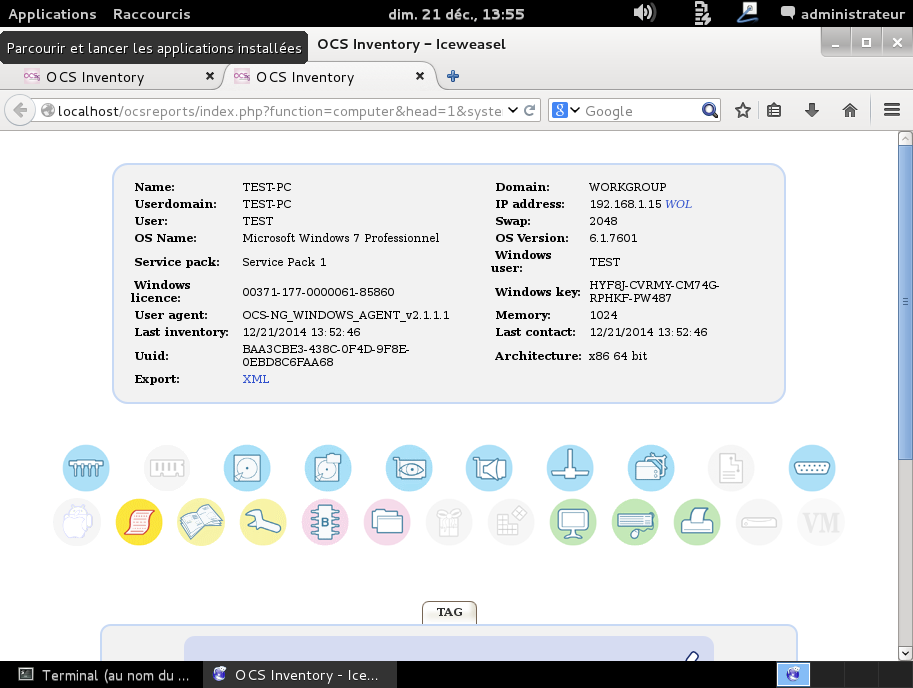 Applications Raccourcis dim. 21 déc., 13:55 administrateur
Parcourir et lancer les applications installées
OCS Inventory - Iceweasel
OCS Inventory
OCS Inventory
localhost/ocsreports/index.php?function=computer&head=1&syste
Google
Name: TEST-PC Domain: WORKGROUP
Userdomain: TEST-PC IP address: 192.168.1.15 WOL
User: TEST Swap: 2048
OS Name: Microsoft Windows 7 Professionnel OS Version: 6.1.7601
Service pack: Service Pack 1 Windows user: TEST
Windows licence: 00371-177-0000061-85860 Windows key: HYF8J-CVRMY-CM74G-RPHKF-PW487
User agent: OCS-NG_WINDOWS_AGENT_v2.1.1.1 Memory: 1024
Last inventory: 12/21/2014 13:52:46 Last contact: 12/21/2014 13:52:46
Uuid: BAA3CBE3-438C-0F4D-9F8E-0EBD8C6FAA68 Architecture: x86 64 bit
Export: XML
B
VM
TAG
Terminal (au nom du ... OCS Inventory - Ice...